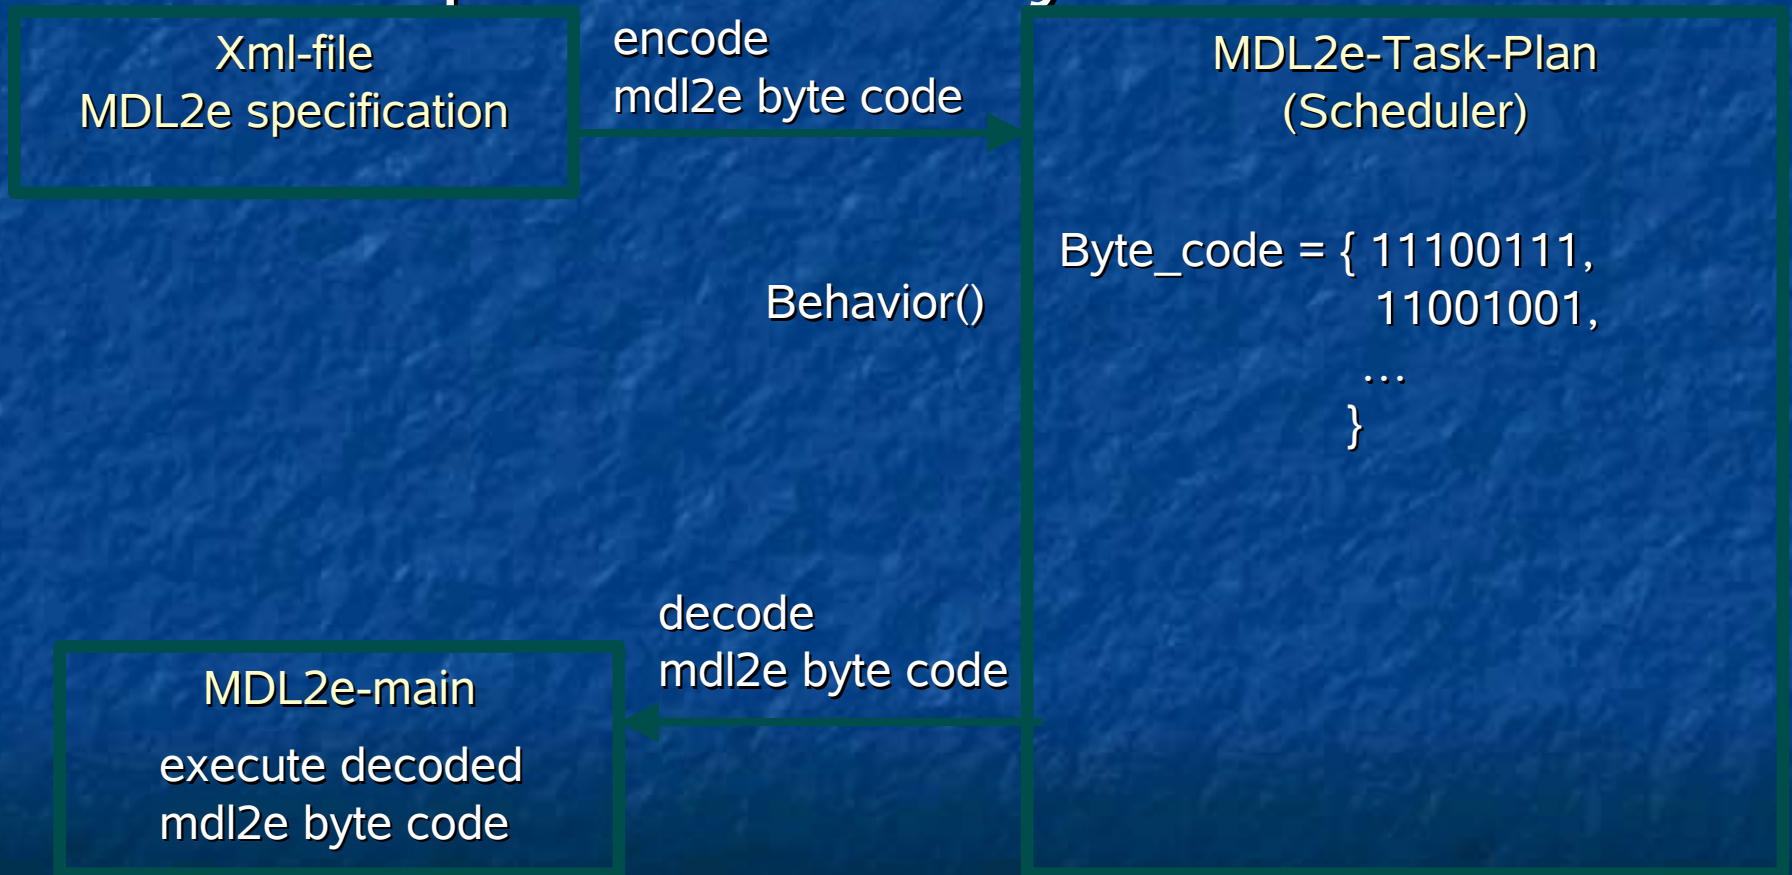 Xml-file
MDL2e specification
encode
mdl2e byte code
MDL2e-Task-Plan
(Scheduler)
Byte_code = { 11100111,
11001001,
...
}
Behavior()
decode
mdl2e byte code
MDL2e-main
execute decoded
mdl2e byte code